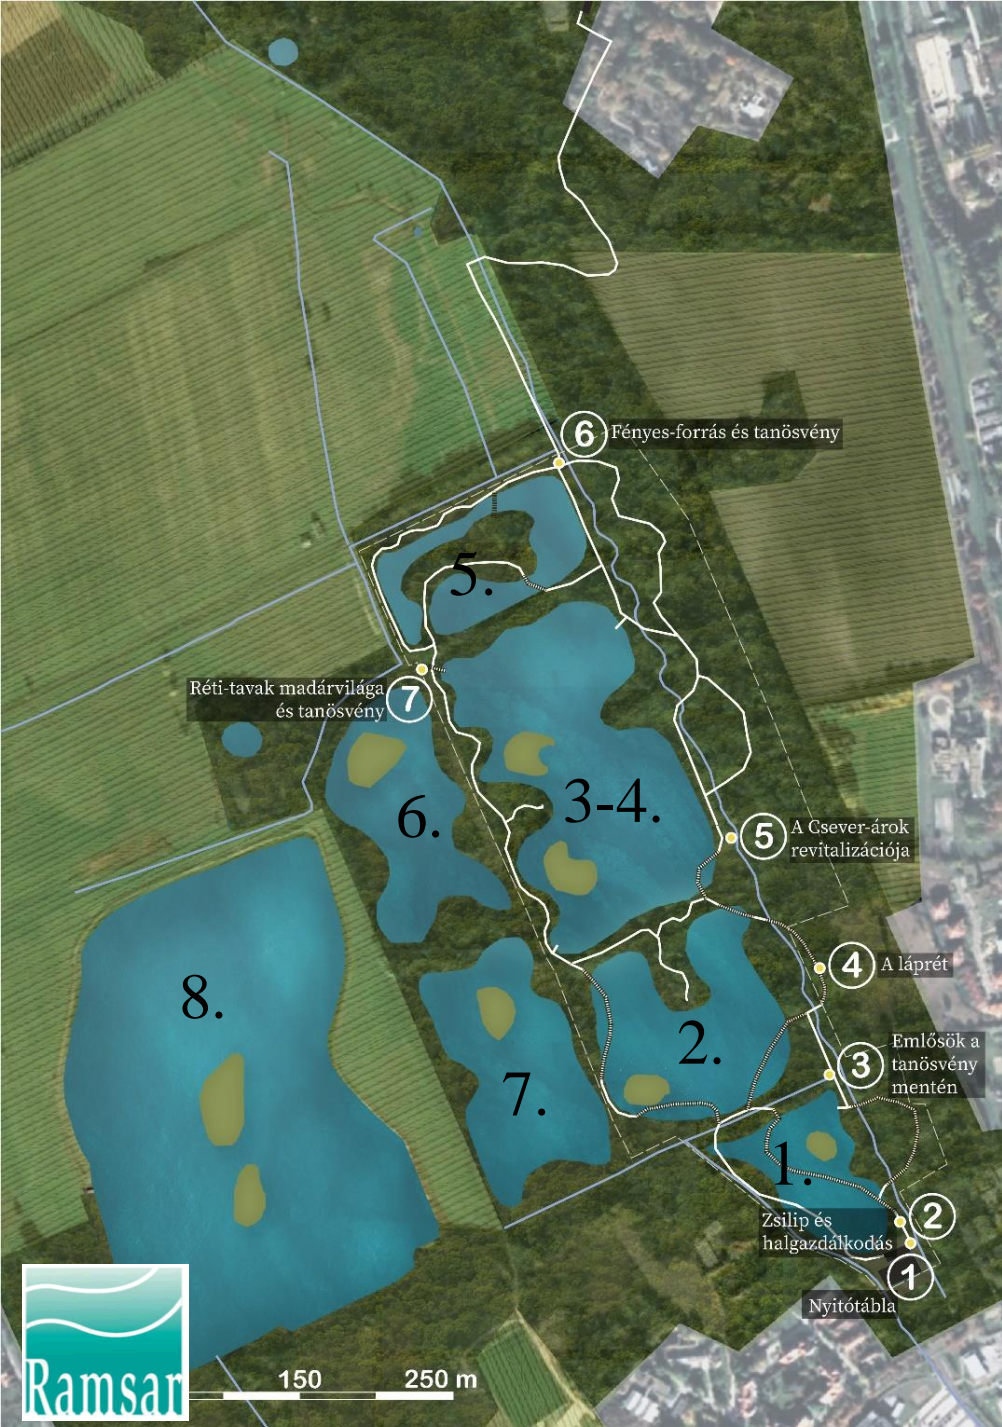 6
Fényes-forrás és tanösvény
5.
Réti-tavak madárvilága
és tanösvény
7
3-4.
6.
5
A Csever-árok
revitalizációja
4
A láprét
8.
2.
3
Emlősök a
tanösvény
mentén
7.
1.
2
Zsilip és
halgazdálkodás
1
Nyitótábla
Ramsar
150
250 m